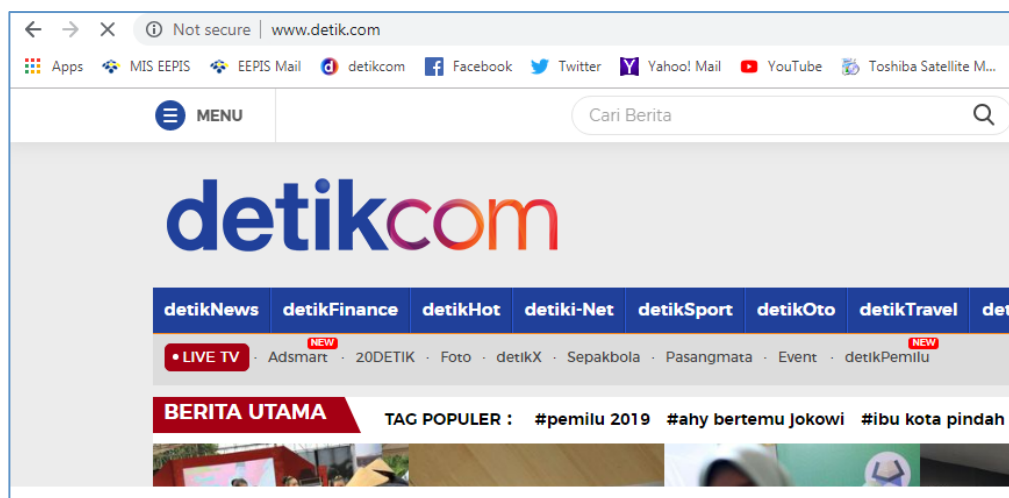 Not secure | www.detik.com
Apps MIS EEPIS EEPIS Mail detikcom Facebook Twitter Yahoo! Mail YouTube Toshiba Satellite M...
MENU Cari Berita
detikcom
detikNews detikFinance detikHot detiki-Net detikSport detikOto detikTravel det
NEW NEW
• LIVE TV · Adsmart · 20DETIK · Foto · detikX · Sepakbola · Pasangmata · Event · detikPemilu
BERITA UTAMA TAG POPULER : #pemilu 2019 #ahy bertemu jokowi #ibu kota pindah